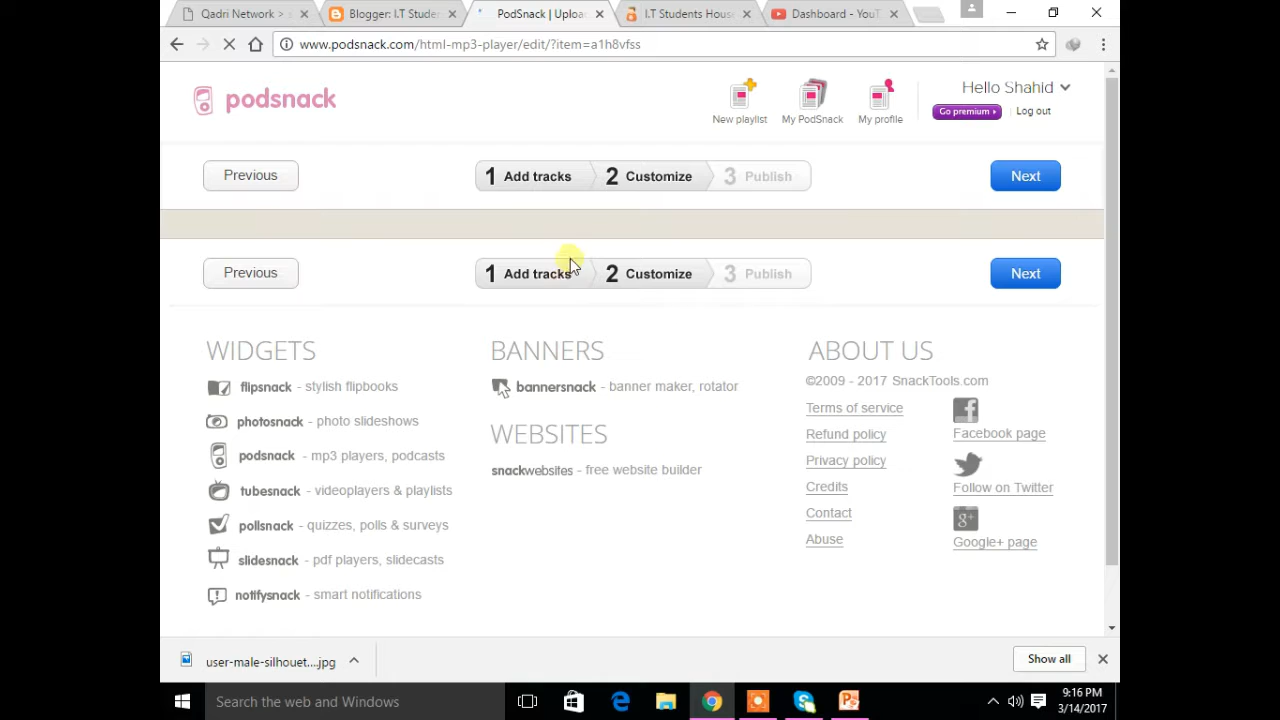 Qadri Network > s
Blogger: I.T Studen
PodSnack | Uploa
I.T Students Hous
Dashboard - YouT
www.podsnack.com/html-mp3-player/edit/?item=a1h8vfss
podsnack
New playlist
My PodSnack
My profile
Hello Shahid
Go premium
Log out
Previous
1 Add tracks
2 Customize
3 Publish
Next
Previous
1 Add tracks
2 Customize
3 Publish
Next
WIDGETS
flipsnack - stylish flipbooks
photosnack - photo slideshows
podsnack - mp3 players, podcasts
tubesnack - videoplayers & playlists
pollsnack - quizzes, polls & surveys
slidesnack - pdf players, slidecasts
notifysnack - smart notifications
BANNERS
bannersnack - banner maker, rotator
WEBSITES
snackwebsites - free website builder
ABOUT US
©2009 - 2017 SnackTools.com
Terms of service
Refund policy
Privacy policy
Credits
Contact
Abuse
Facebook page
Follow on Twitter
Google+ page
user-male-silhouet....jpg
Show all
Search the web and Windows
9:16 PM
3/14/2017